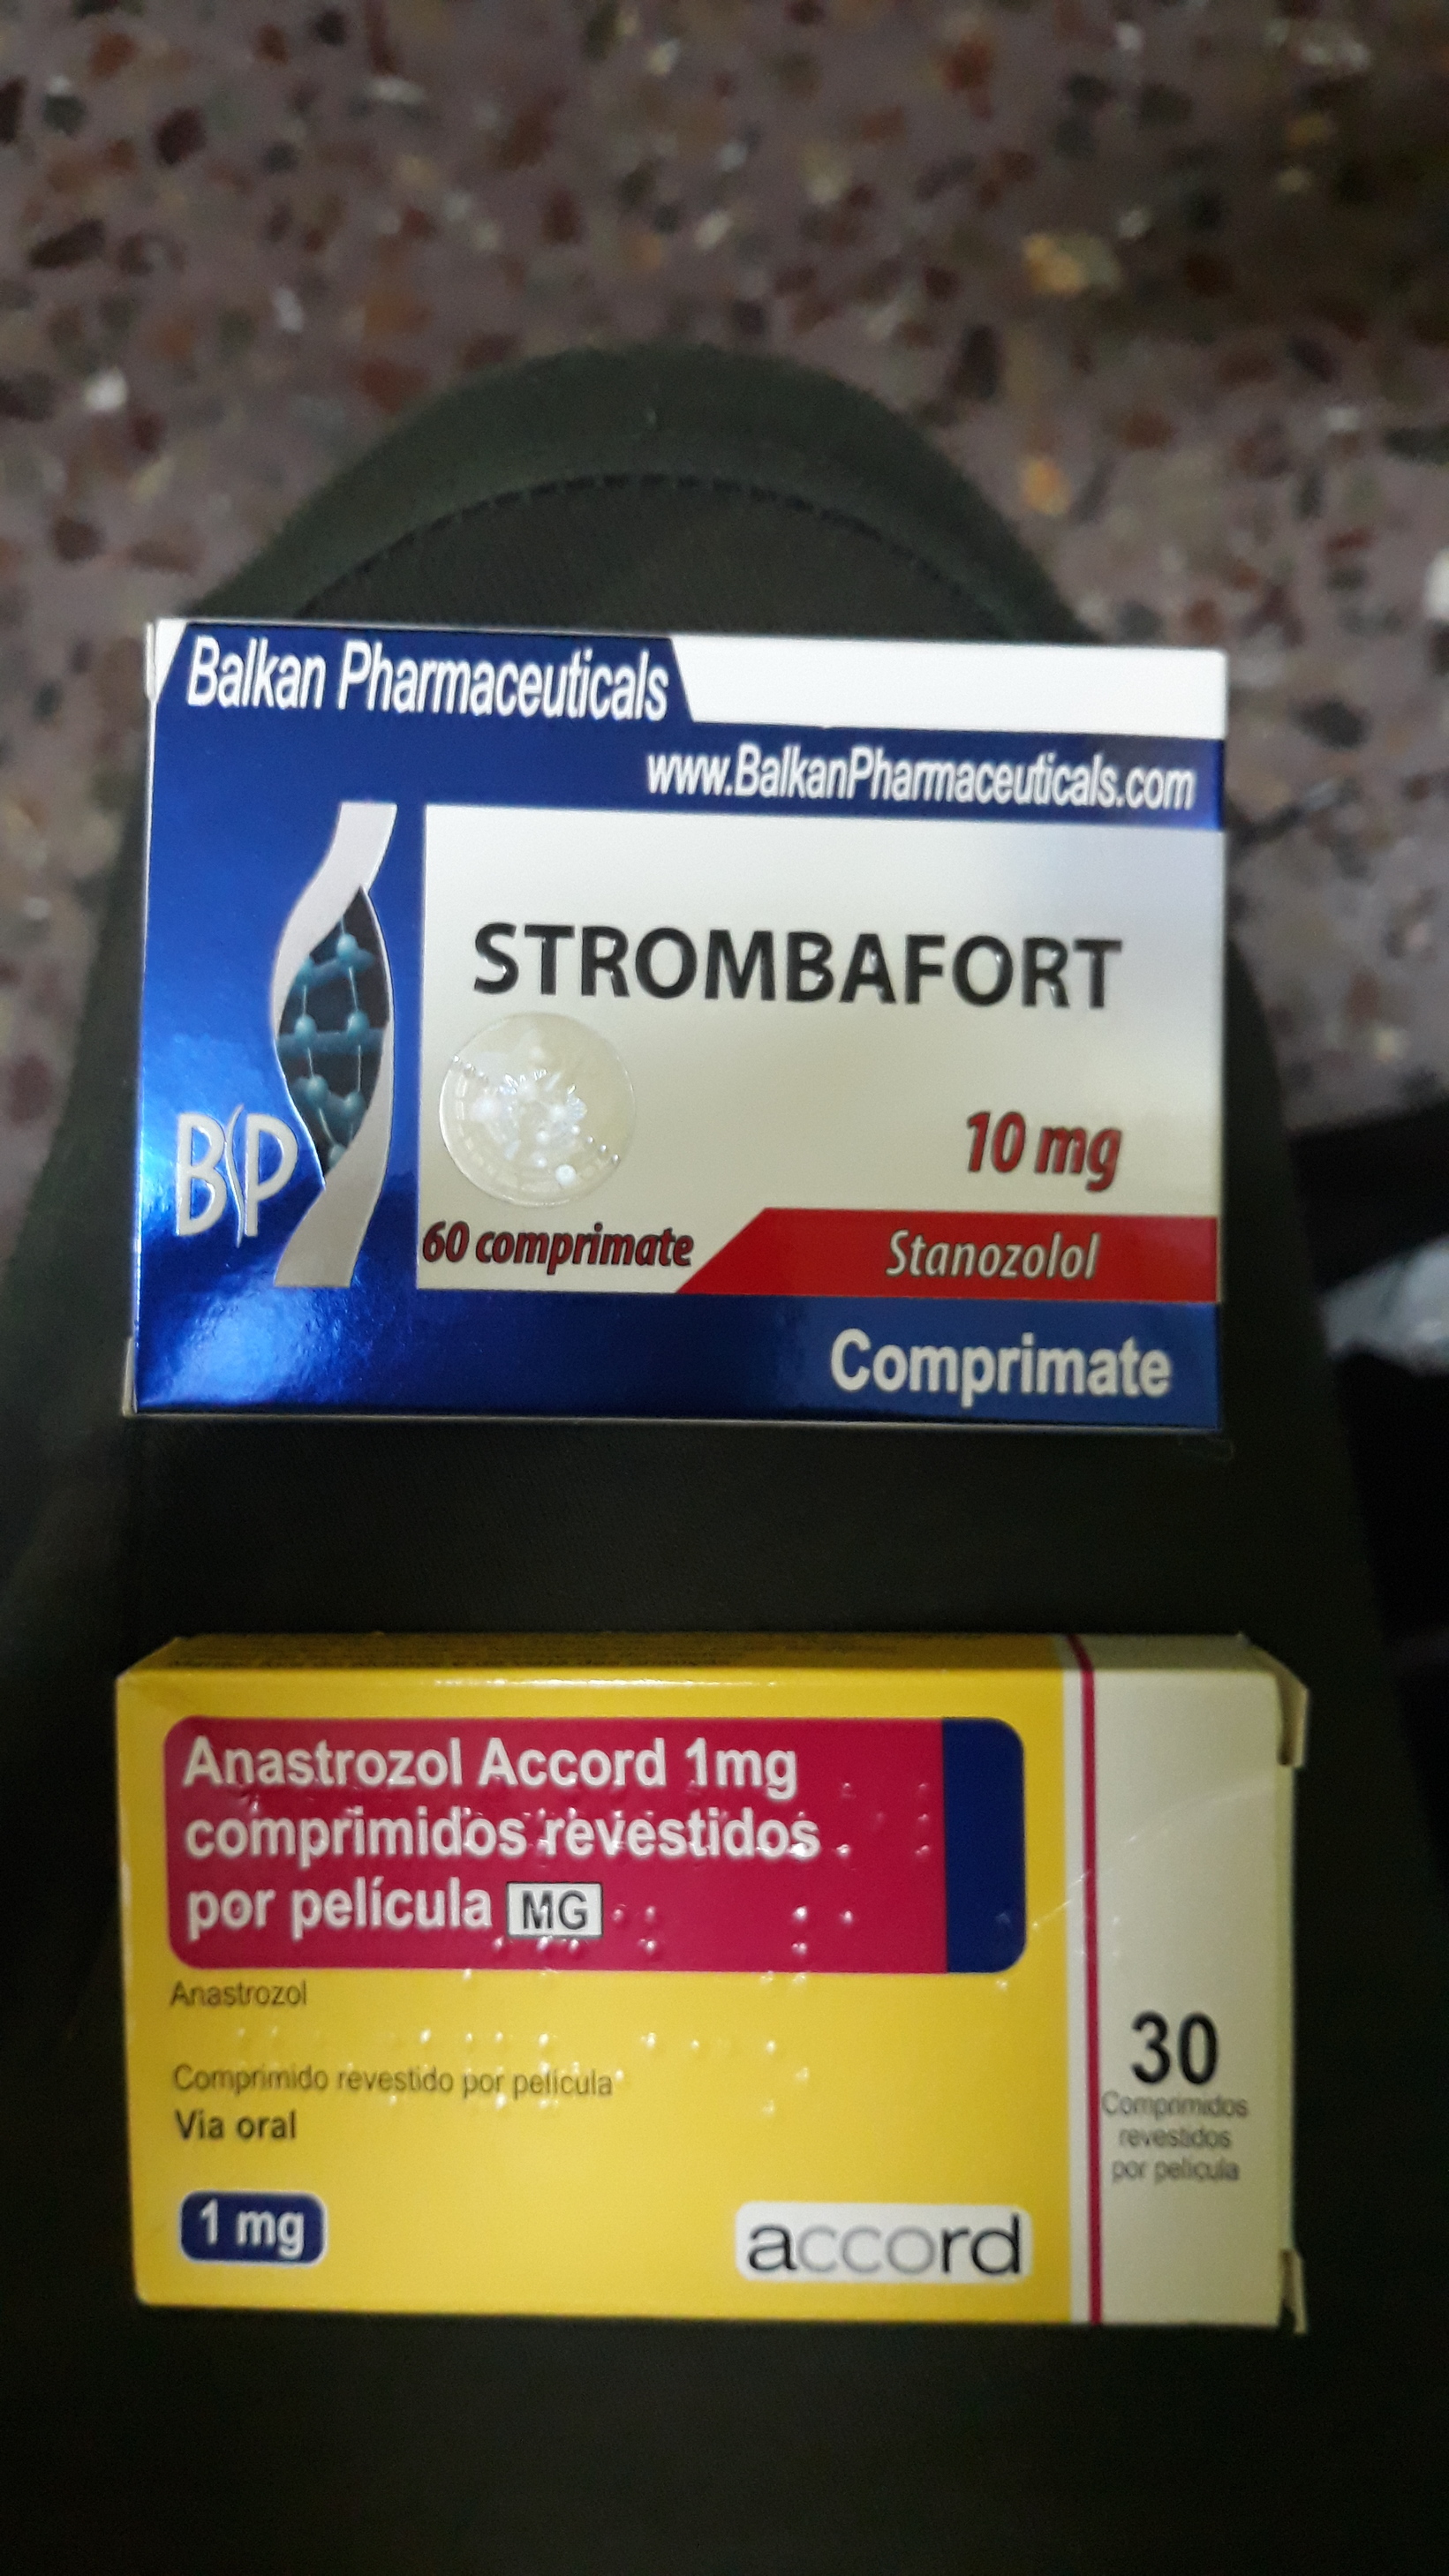 Balkan Pharmaceuticals
www.BalkanPharmaceuticals.com
STROMBAFORT
10 mg
60 comprimate
Stanozolol
BP
Comprimate
Anastrozol Accord 1mg
comprimidos revestidos
por película MG
Anastrozol
Comprimido revestido por película
Via oral
1 mg
accord
30
Comprimidos
revestidos
por película